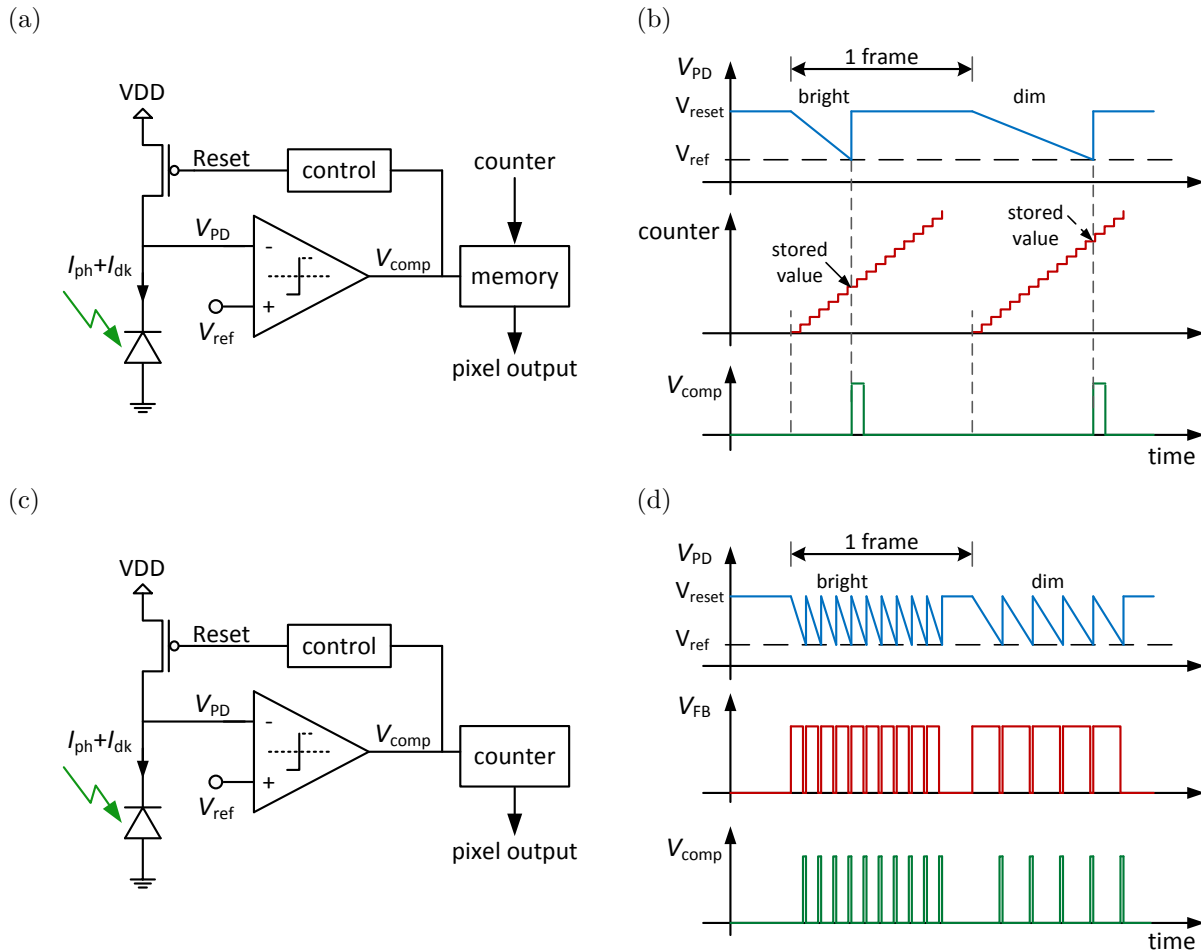 (a)
VDD
Reset
control
counter
V_PD
-
I_ph+I_dk
V_comp
memory
+
V_ref
pixel output
(b)
1 frame
V_PD
bright
dim
V_reset
V_ref
counter
stored value
stored value
V_comp
time
(c)
VDD
Reset
control
V_PD
-
I_ph+I_dk
V_comp
counter
+
V_ref
pixel output
(d)
1 frame
V_PD
bright
dim
V_reset
V_ref
V_FB
V_comp
time